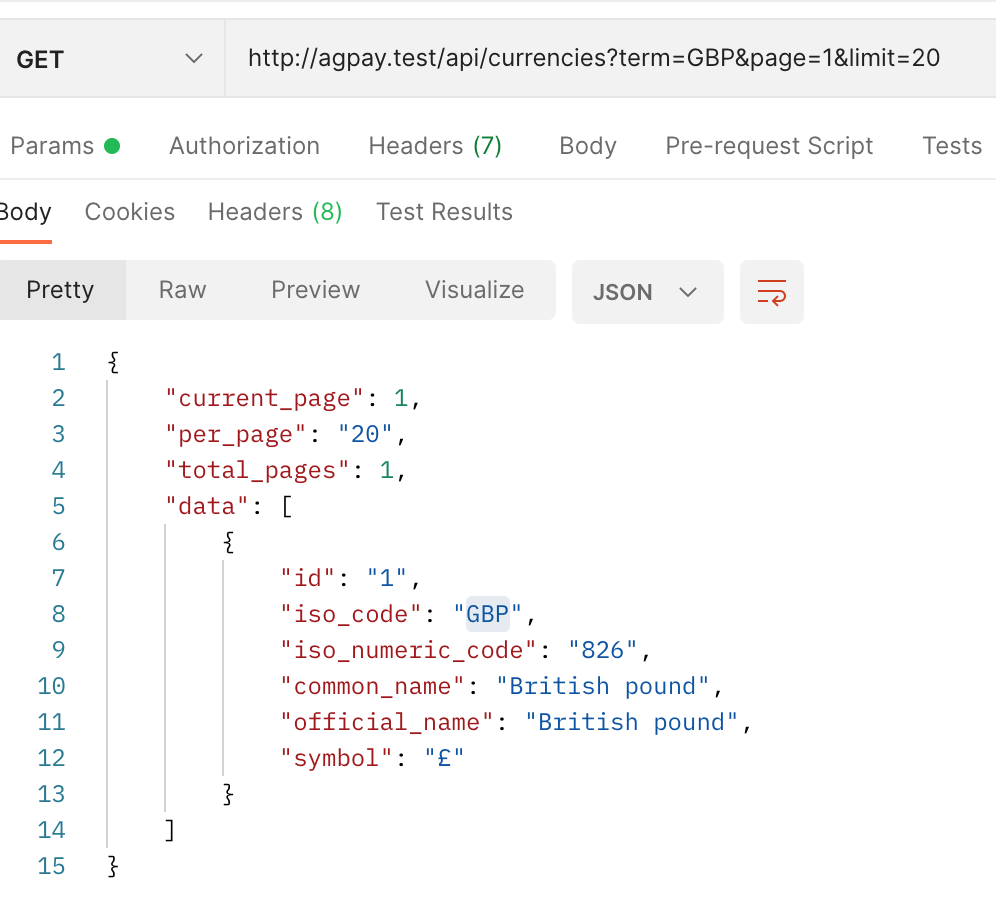 GET http://agpay.test/api/currencies?term=GBP&page=1&limit=20
Params Authorization Headers (7) Body Pre-request Script Tests
Body Cookies Headers (8) Test Results
Pretty Raw Preview Visualize JSON
1 {
2 "current_page": 1,
3 "per_page": "20",
4 "total_pages": 1,
5 "data": [
6 {
7 "id": "1",
8 "iso_code": "GBP",
9 "iso_numeric_code": "826",
10 "common_name": "British pound",
11 "official_name": "British pound",
12 "symbol": "£"
13 }
14 ]
15 }